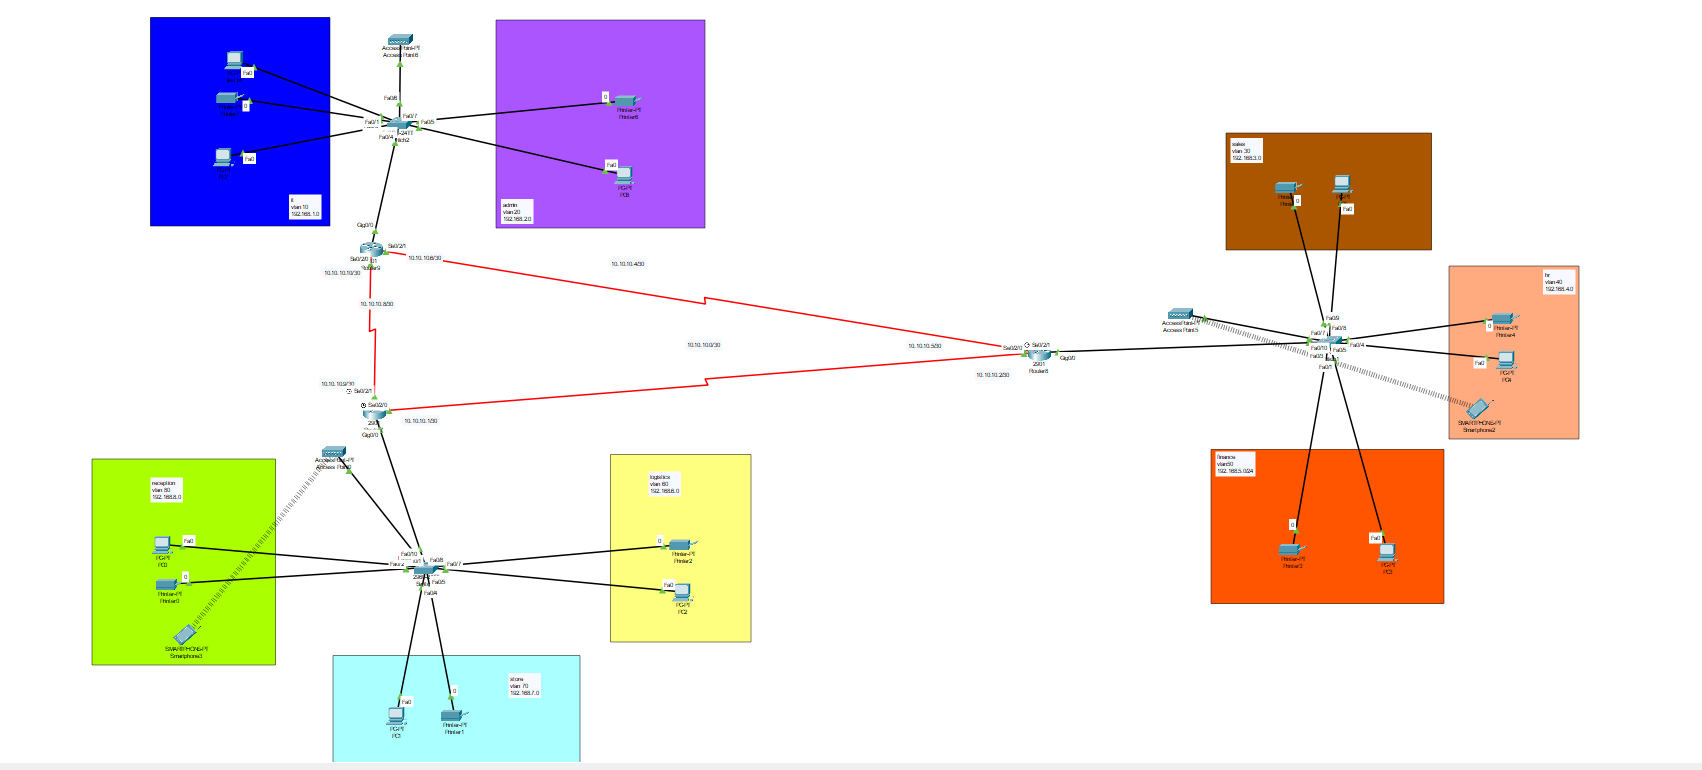 AccessPoint-PT
Access Point6
Fa0
0
Fa0
Fa0/6
Fa0/1
Fa0/7
Fa0/5
Fa0/4
0
Printer-PT
Printer6
Fa0
PC-PT
PC6
it
vlan 10
192.168.1.0
admin
vlan 20
192.168.2.0
Gig0/0
Se0/2/1
Se0/2/0
10.10.10.10/30
10.10.10.6/30
10.10.10.4/30
10.10.10.8/30
10.10.10.0/30
10.10.10.5/30
10.10.10.2/30
Se0/2/0
Se0/2/1
2901
Router8
Gig0/0
sales
vlan 30
192.168.3.0
0
Fa0
hr
vlan 40
192.168.4.0
AccessPoint-PT
Access Point5
Fa0/9
Fa0/7
Fa0/8
Fa0/10
Fa0/4
Fa0/3
Fa0/5
Fa0/1
0
Printer-PT
Printer4
Fa0
PC-PT
PC4
SMARTPHONE-PT
Smartphone2
finance
vlan50
192.168.5.0/24
0
Printer-PT
Printer3
Fa0
PC-PT
PC3
10.10.10.9/30
Se0/2/1
Se0/2/0
10.10.10.1/30
Gig0/0
AccessPoint-PT
reception
vlan 80
192.168.8.0
Fa0
PC-PT
PC0
0
Printer-PT
Printer0
SMARTPHONE-PT
Smartphone3
logistics
vlan 60
192.168.6.0
Fa0/10
Fa0/2
Fa0/6
Fa0/7
Fa0/5
Fa0/4
0
Printer-PT
Printer2
Fa0
PC-PT
PC2
store
vlan 70
192.168.7.0
Fa0
PC-PT
PC1
0
Printer-PT
Printer1